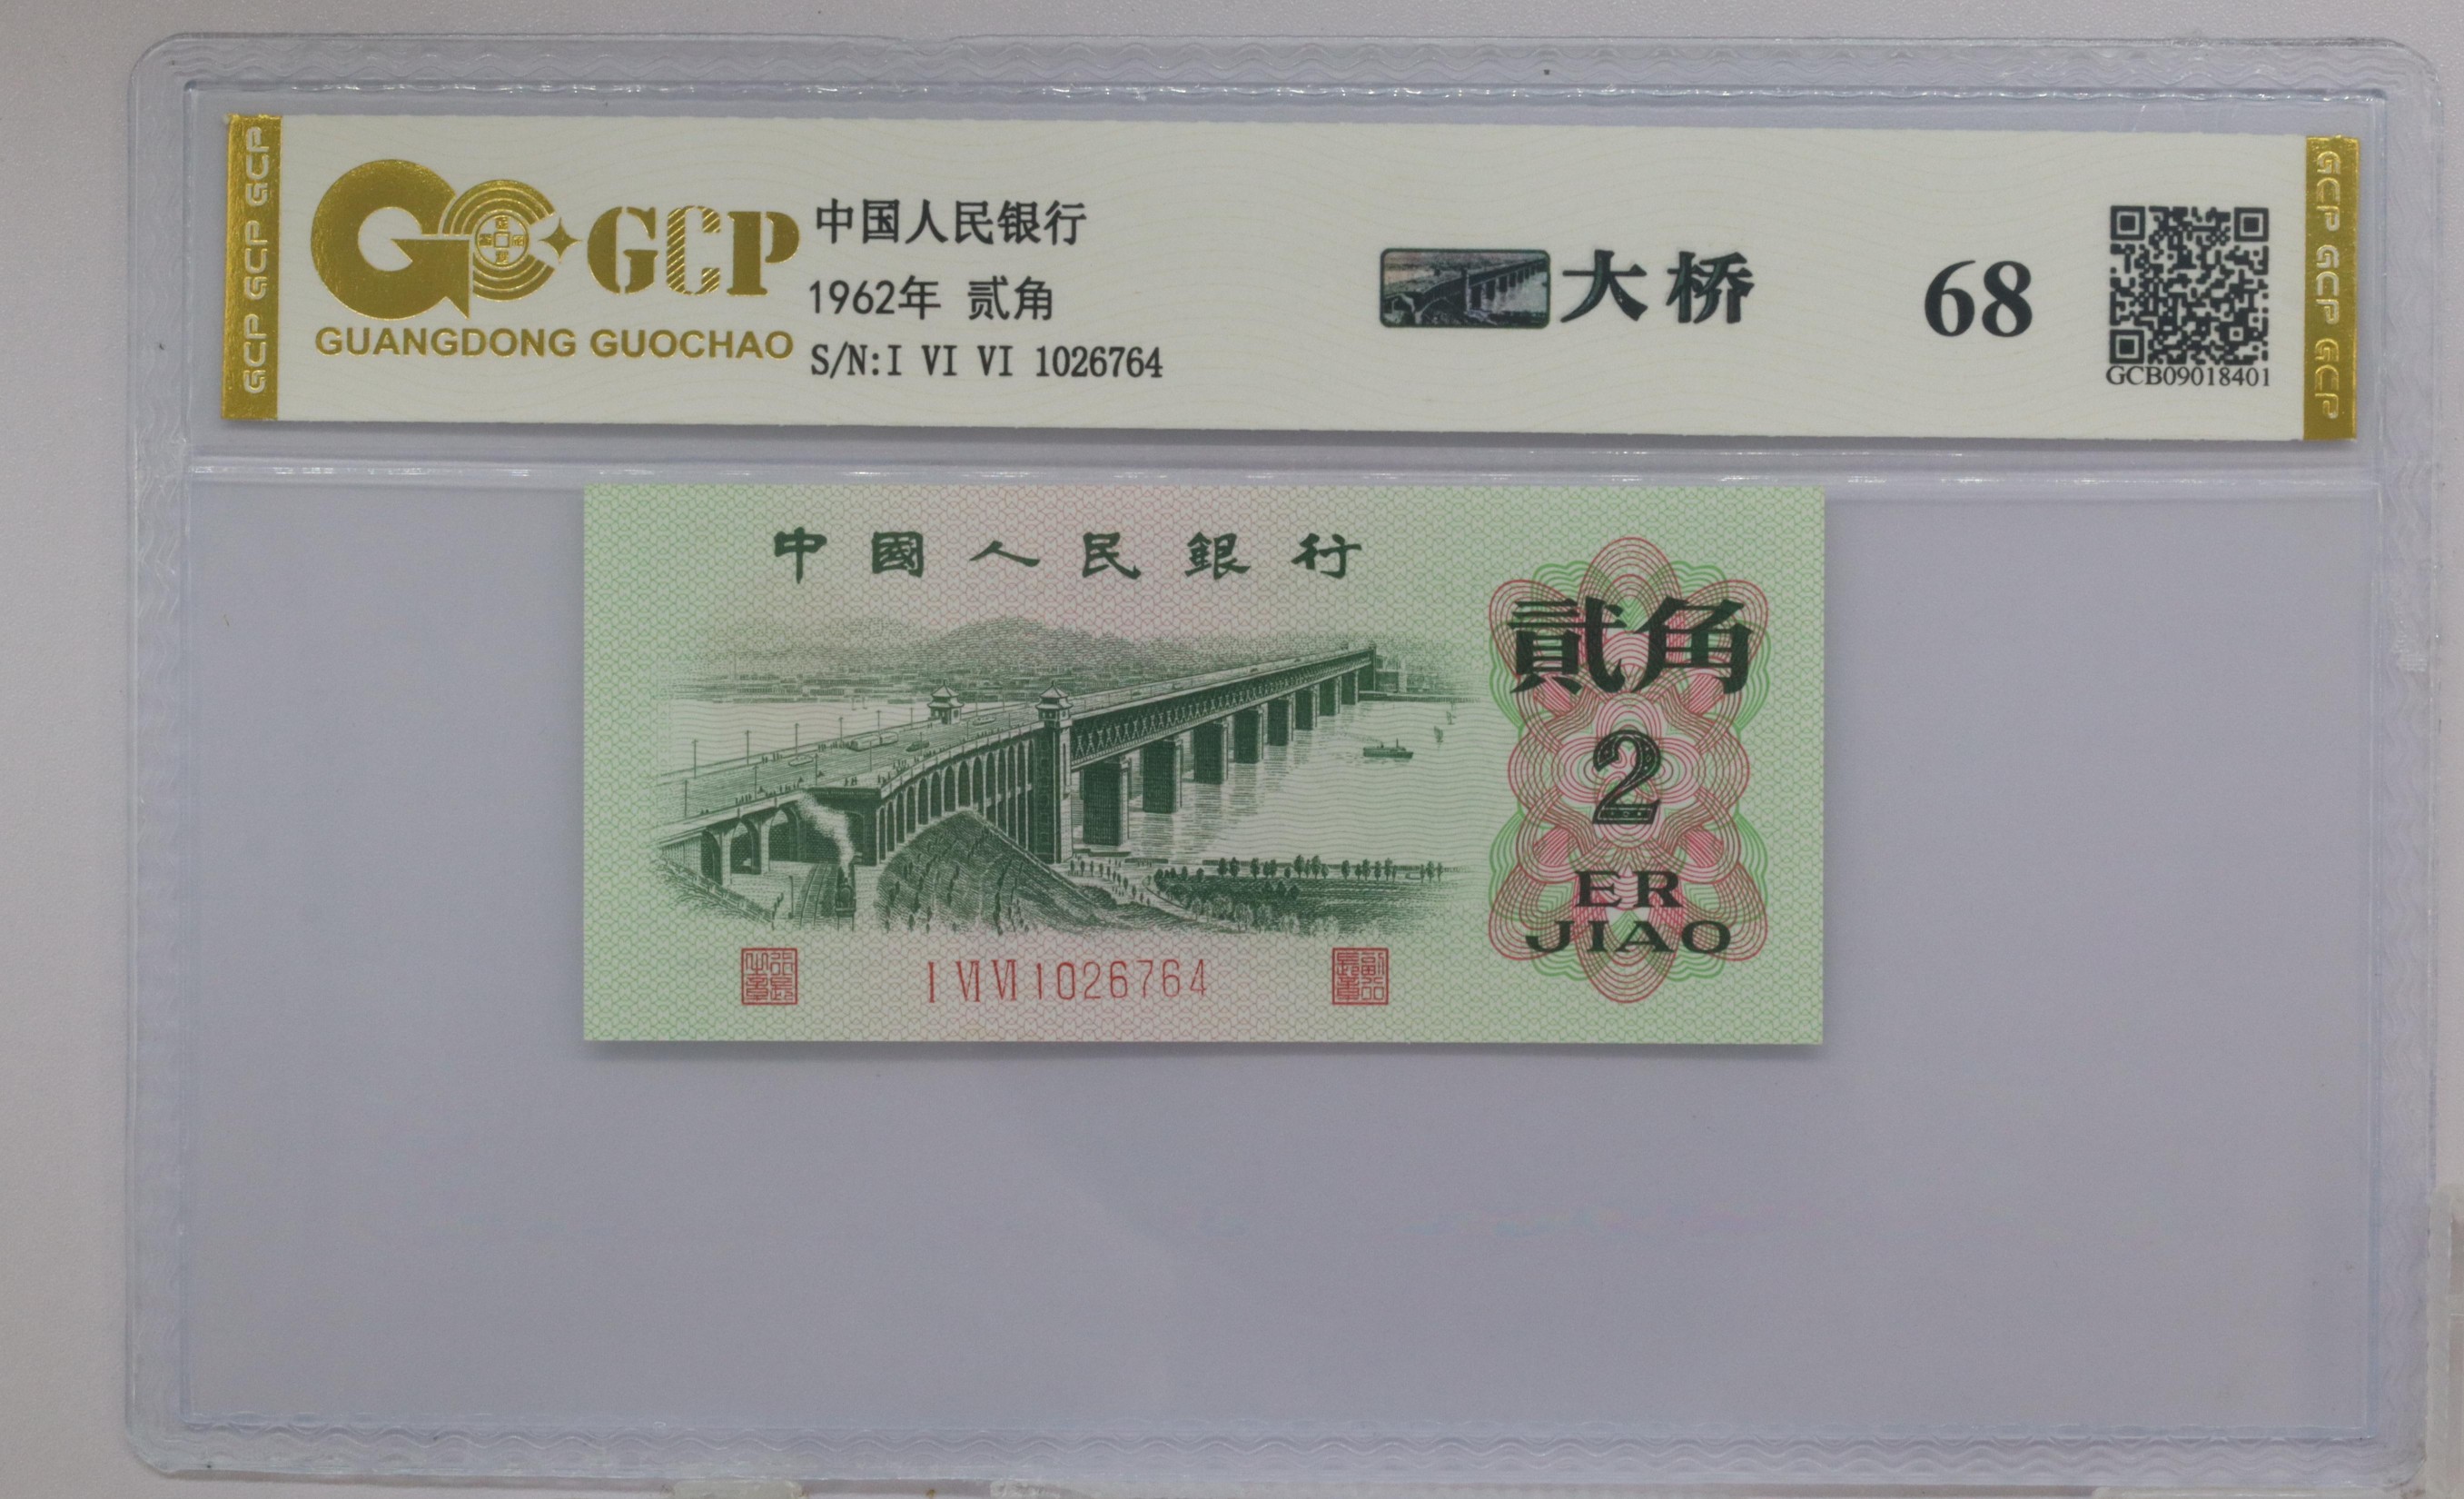 GCP GCP GCP
GCP
GUANGDONG GUOCHAO
中国人民银行
1962年 贰角
S/N:I VI VI 1026764
大桥
68
GCB09018401
GCP GCP GCP
中國人民銀行
貳角
2
ER
JIAO
I VI VI 1026764